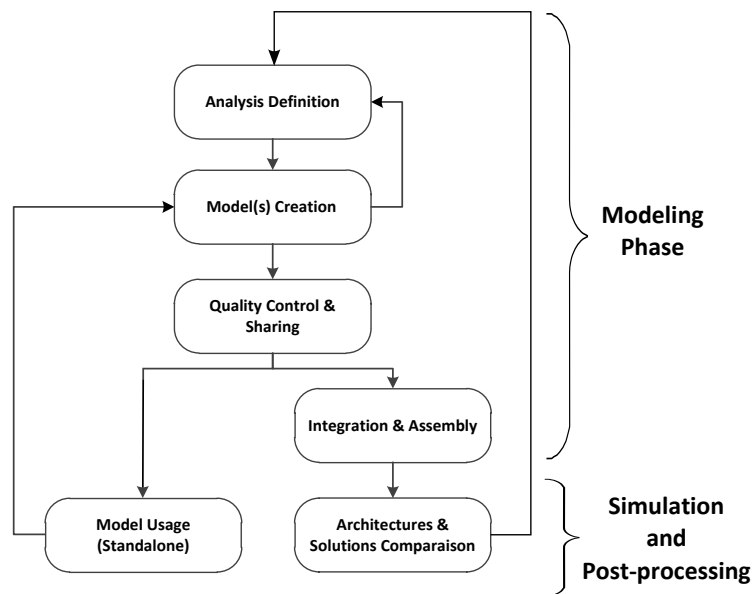 Analysis Definition
Model(s) Creation
Quality Control &
Sharing
Integration & Assembly
Model Usage
(Standalone)
Architectures &
Solutions Comparaison
Modeling
Phase
Simulation
and
Post-processing